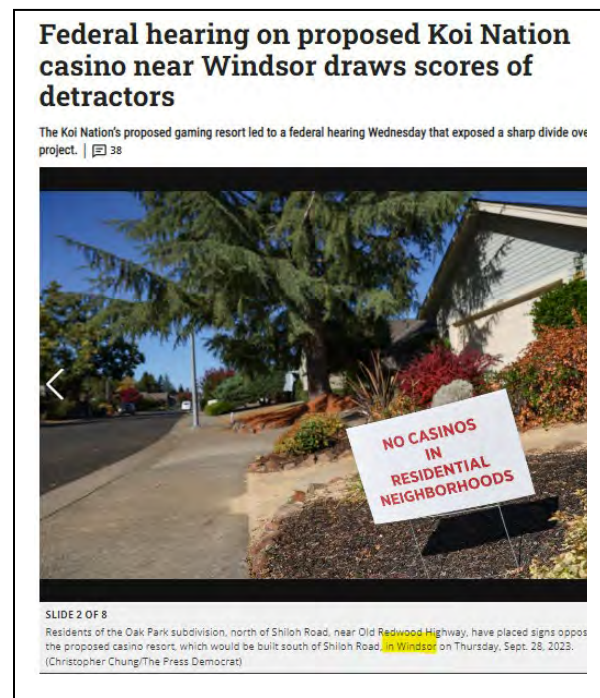 Federal hearing on proposed Koi Nation
casino near Windsor draws scores of
detractors
The Koi Nation's proposed gaming resort led to a federal hearing Wednesday that exposed a sharp divide
project. | 38
NO CASINOS
IN
RESIDENTIAL
NEIGHBORHOODS
SLIDE 2 OF 8
Residents of the Oak Park subdivision, north of Shiloh Road, near Old Redwood Highway, have placed signs
the proposed casino resort, which would be built south of Shiloh Road, in Windsor on Thursday, Sept. 28, 2023.
(Christopher Chung/The Press Democrat)